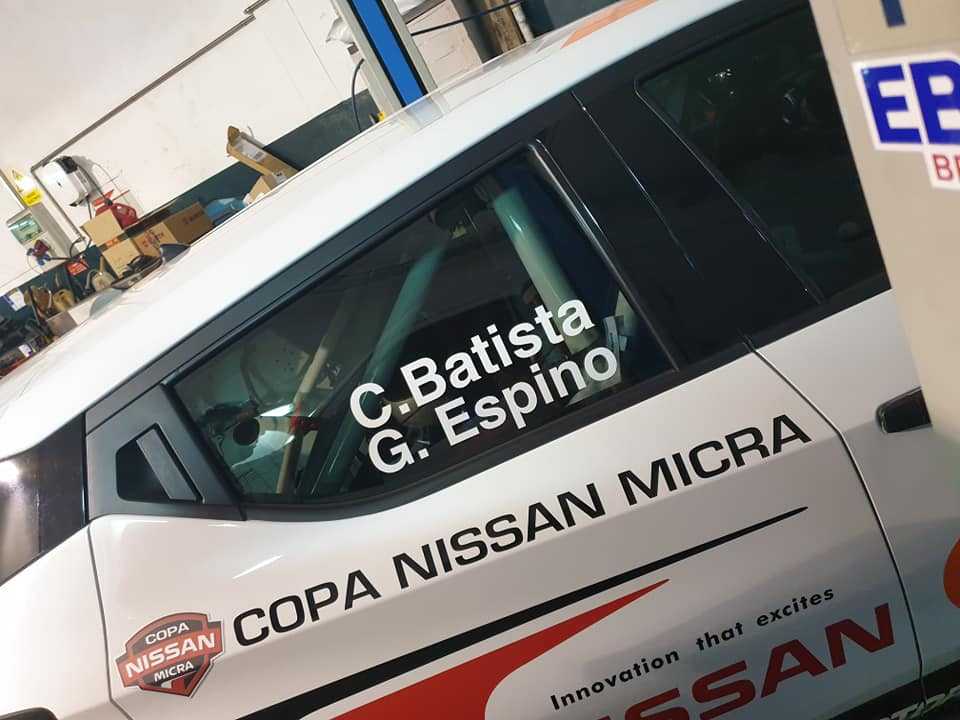 C.Batista
G. Espino
COPA NISSAN MICRA
COPA
NISSAN
MICRA
Innovation that excites
NISSAN
EB